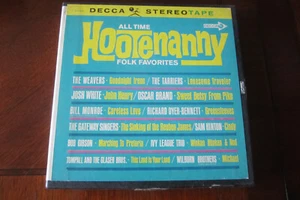 DECCA STEREO TAPE
ALL TIME
HOOTENANNY
FOLK FAVORITES
THE WEAVERS - Goodnight Irene / THE TARRIERS - Lonesome Traveler
JOSH WHITE - John Henry / OSCAR BRAND - Sweet Betsy From Pike
BILL MONROE - Careless Love / RICHARD DYER-BENNETT - Greensleeves
THE GATEWAY SINGERS - The Sinking of the Reuben James / SAM HINTON - Cindy
BOB GIBSON - Marching To Pretoria / IVY LEAGUE TRIO -
TOMPALL AND THE GLASER BROS. - This Land Is Your Land / WILBURN BROTHERS - Michael